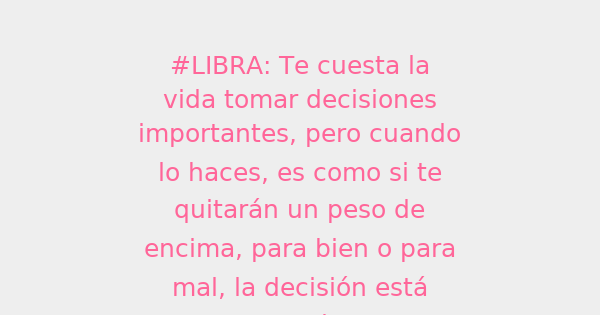 #LIBRA: Te cuesta la
vida tomar decisiones
importantes, pero cuando
lo haces, es como si te
quitarán un peso de
encima, para bien o para
mal, la decisión está